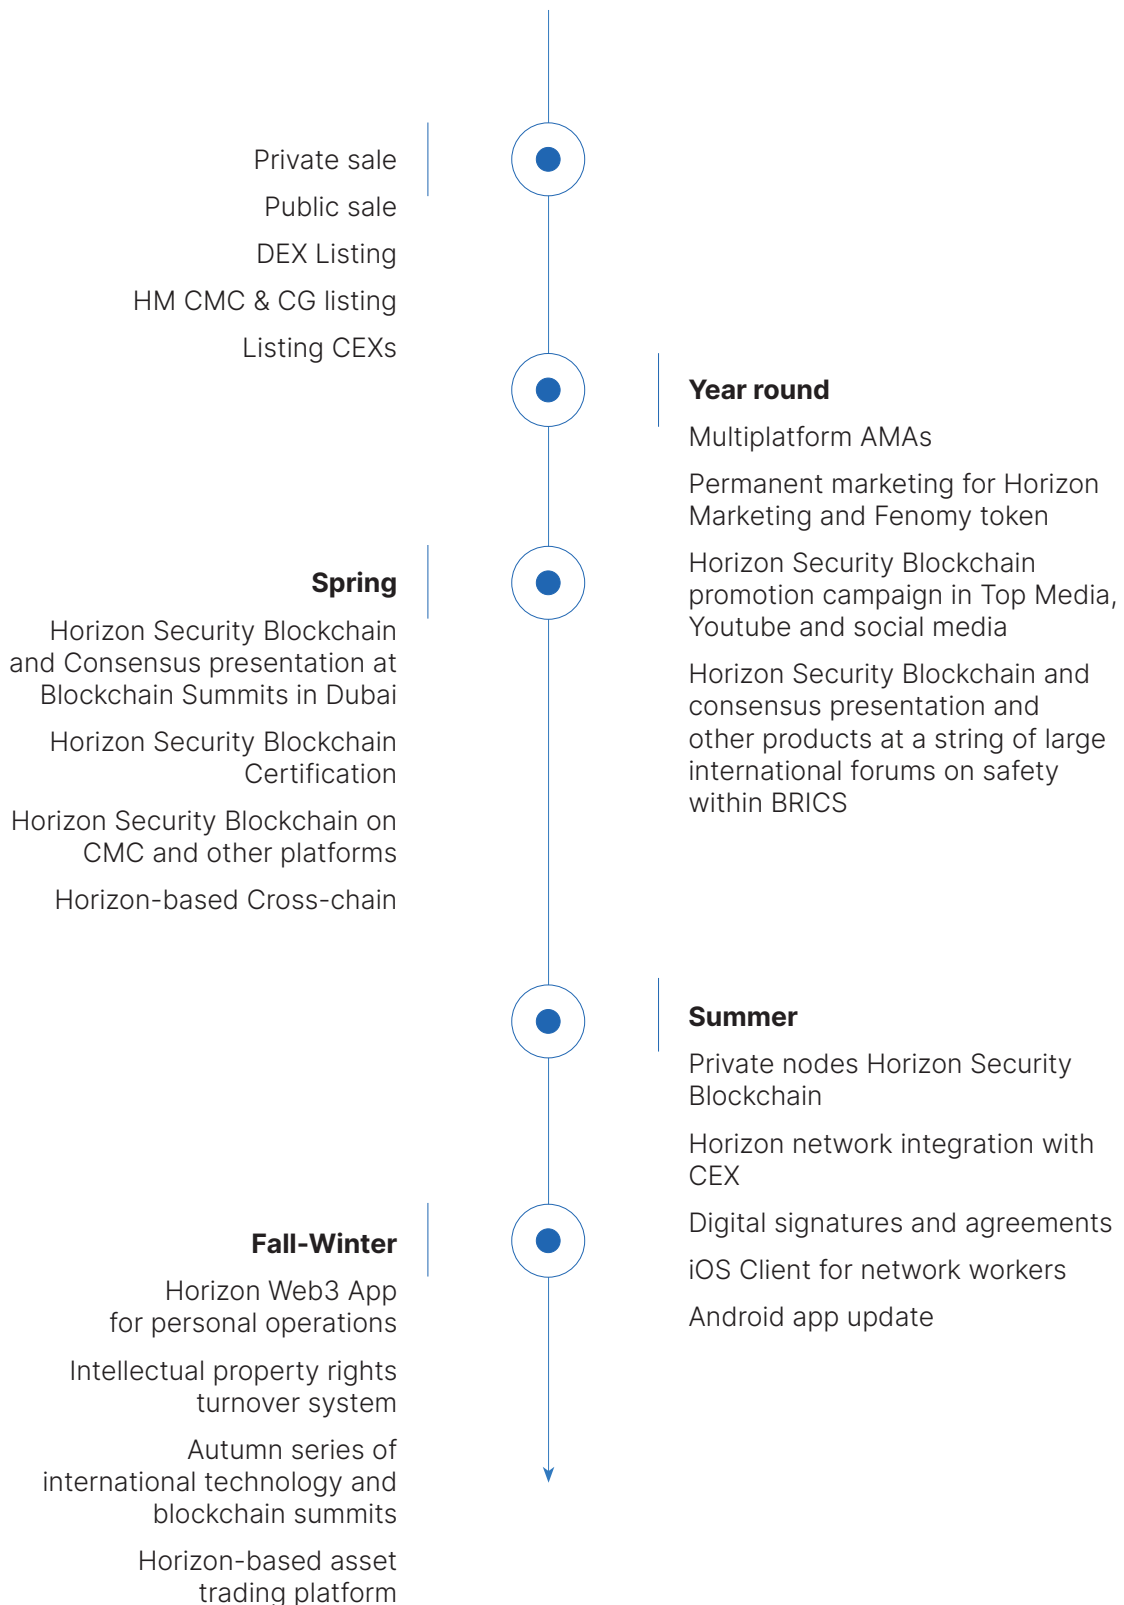 Private sale
Public sale
DEX Listing
HM CMC & CG listing
Listing CEXs
Year round
Multiplatform AMAs
Permanent marketing for Horizon
Marketing and Fenomy token
Horizon Security Blockchain
promotion campaign in Top Media,
Youtube and social media
Horizon Security Blockchain and
consensus presentation and
other products at a string of large
international forums on safety
within BRICS
Spring
Horizon Security Blockchain
and Consensus presentation at
Blockchain Summits in Dubai
Horizon Security Blockchain
Certification
Horizon Security Blockchain on
CMC and other platforms
Horizon-based Cross-chain
Summer
Private nodes Horizon Security
Blockchain
Horizon network integration with
CEX
Digital signatures and agreements
iOS Client for network workers
Android app update
Fall-Winter
Horizon Web3 App
for personal operations
Intellectual property rights
turnover system
Autumn series of
international technology and
blockchain summits
Horizon-based asset
trading platform